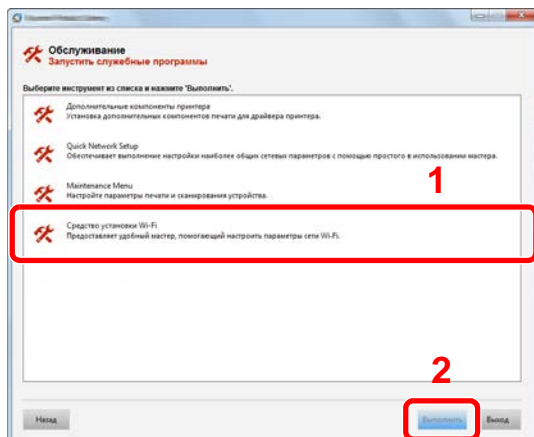 Обслуживание
Запустить служебные программы
Выберите инструмент из списка и нажмите 'Выполнить'.
Дополнительные компоненты принтера
Установка дополнительных компонентов печати для драйвера принтера.
Quick Network Setup
Обеспечивает выполнение настройки наиболее общих сетевых параметров с помощью простого в использовании мастера.
1
Maintenance Menu
Настройте параметры печати и сканирования устройства.
Средство установки Wi-Fi
Предоставляет удобный мастер, помогающий настроить параметры сети Wi-Fi.
2
Назад
Выполнить
Выход